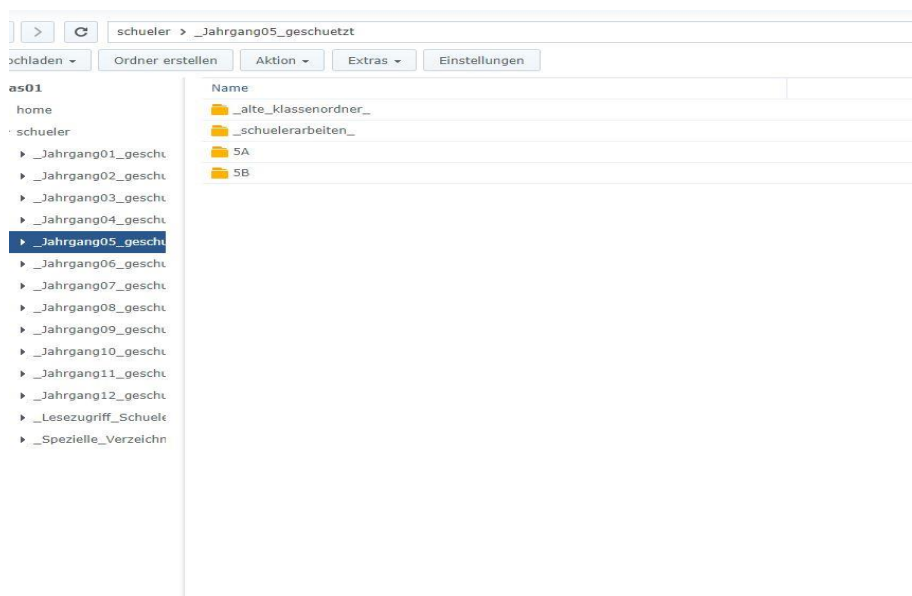 schueler > _Jahrgang05_geschuetzt
ochladen Ordner erstellen Aktion Extras Einstellungen
as01
home
schueler
_Jahrgang01_geschu
_Jahrgang02_geschu
_Jahrgang03_geschu
_Jahrgang04_geschu
_Jahrgang05_geschu
_Jahrgang06_geschu
_Jahrgang07_geschu
_Jahrgang08_geschu
_Jahrgang09_geschu
_Jahrgang10_geschu
_Jahrgang11_geschu
_Jahrgang12_geschu
_Lesezugriff_Schuele
_Spezielle_Verzeichn
Name
_alte_klassenordner_
_schuelerarbeiten_
5A
5B